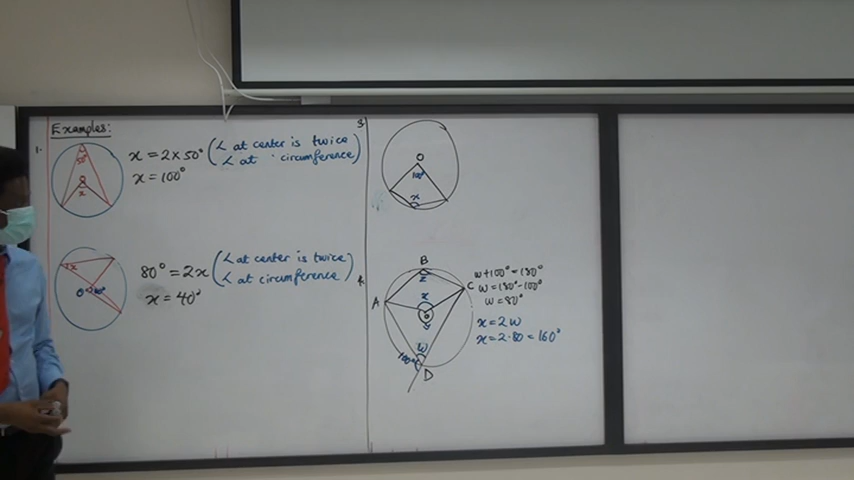 Examples:
1.
50°
O
x
x = 2 x 50° (∠ at center is twice
∠ at circumference)
x = 100°
x
O
80°
80° = 2x (∠ at center is twice
∠ at circumference)
x = 40°
3.
O
100°
x
4.
B
z
A
C
x
y
w
100°
D
w + 100° = 180°
w = 180° - 100°
w = 80°
x = 2w
x = 2·80 = 160°